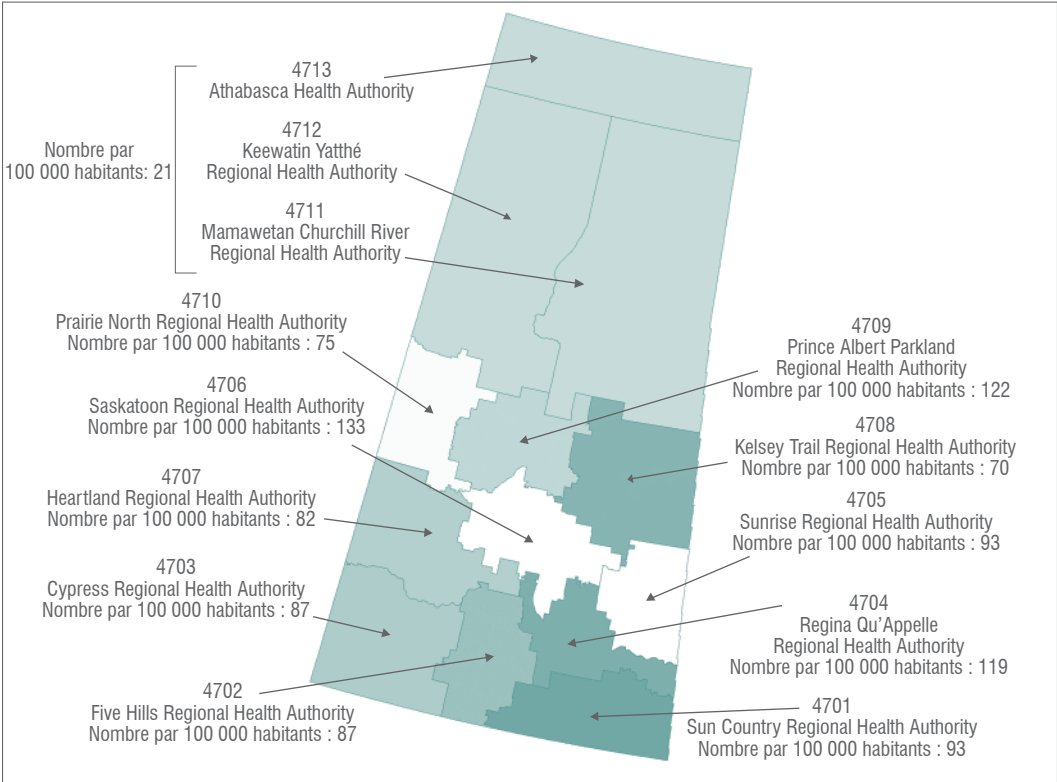 4713
Athabasca Health Authority
4712
Keewatin Yatthé
Regional Health Authority
Nombre par
100 000 habitants: 21
4711
Mamawetan Churchill River
Regional Health Authority
4710
Prairie North Regional Health Authority
Nombre par 100 000 habitants : 75
4706
Saskatoon Regional Health Authority
Nombre par 100 000 habitants : 133
4707
Heartland Regional Health Authority
Nombre par 100 000 habitants : 82
4703
Cypress Regional Health Authority
Nombre par 100 000 habitants : 87
4702
Five Hills Regional Health Authority
Nombre par 100 000 habitants : 87
4709
Prince Albert Parkland
Regional Health Authority
Nombre par 100 000 habitants : 122
4708
Kelsey Trail Regional Health Authority
Nombre par 100 000 habitants : 70
4705
Sunrise Regional Health Authority
Nombre par 100 000 habitants : 93
4704
Regina Qu’Appelle
Regional Health Authority
Nombre par 100 000 habitants : 119
4701
Sun Country Regional Health Authority
Nombre par 100 000 habitants : 93